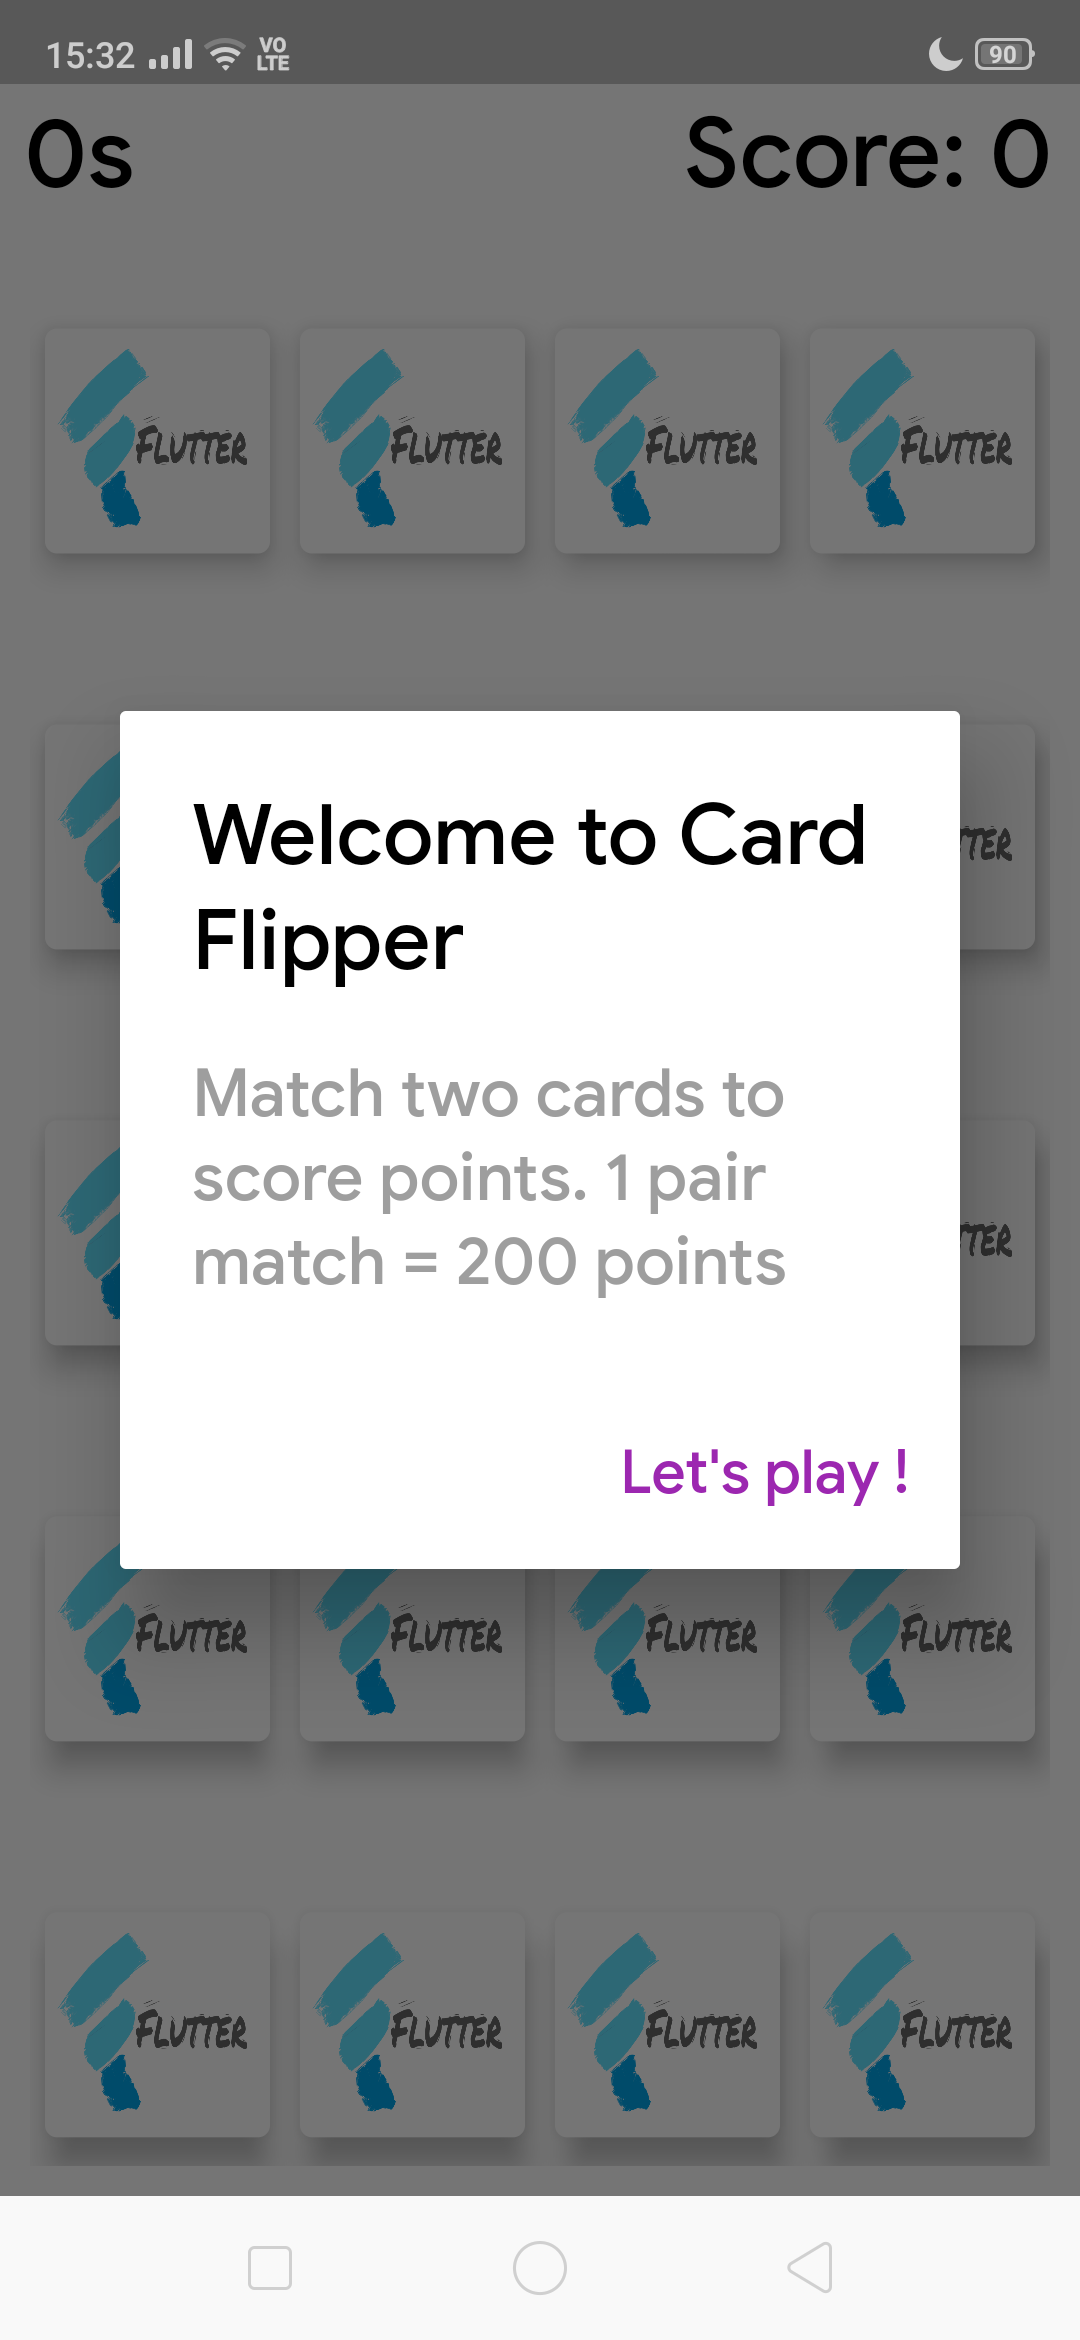 15:32 VO LTE 90
0s Score: 0
FLUTTER FLUTTER FLUTTER FLUTTER
TTER
Welcome to Card
Flipper
Match two cards to
score points. 1 pair
match = 200 points
TTER
Let's play !
FLUTTER FLUTTER FLUTTER FLUTTER
FLUTTER FLUTTER FLUTTER FLUTTER